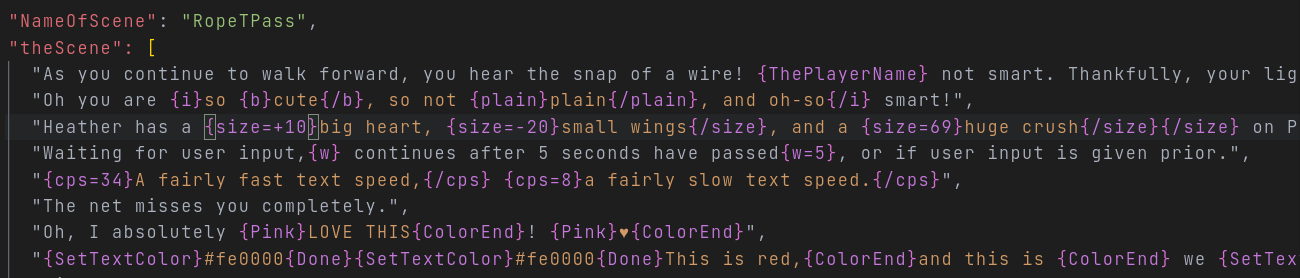 "NameOfScene": "RopeTPass",
"theScene": [
"As you continue to walk forward, you hear the snap of a wire! {ThePlayerName} not smart. Thankfully, your lig
"Oh you are {i}so {b}cute{/b}, so not {plain}plain{/plain}, and oh-so{/i} smart!",
"Heather has a {size=+10}big heart, {size=-20}small wings{/size}, and a {size=69}huge crush{/size}{/size} on P
"Waiting for user input,{w} continues after 5 seconds have passed{w=5}, or if user input is given prior.",
"{cps=34}A fairly fast text speed,{/cps} {cps=8}a fairly slow text speed.{/cps}",
"The net misses you completely.",
"Oh, I absolutely {Pink}LOVE THIS{ColorEnd}! {Pink}♥{ColorEnd}",
"{SetTextColor}#fe0000{Done}{SetTextColor}#fe0000{Done}This is red,{ColorEnd}and this is {ColorEnd} we {SetTex